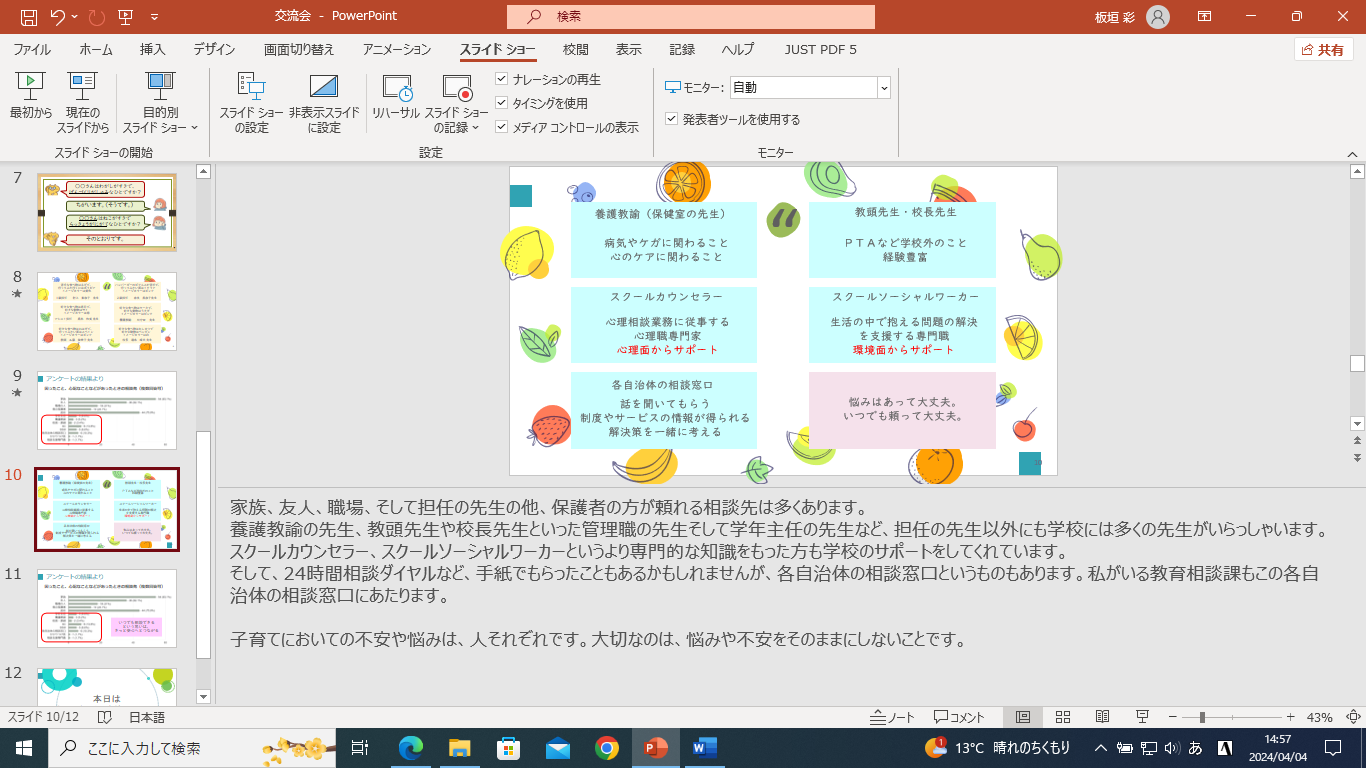 交流会 - PowerPoint
検索
板垣 彩
ファイル ホーム 挿入 デザイン 画面切り替え アニメーション スライド ショー 校閲 表示 記録 ヘルプ JUST PDF 5
共有
最初から
現在の
スライドから
目的別
スライド ショー
スライド ショーの開始
スライド ショー
の設定
非表示スライド
に設定
リハーサル
スライド ショー
の記録
ナレーションの再生
タイミングを使用
メディア コントロールの表示
設定
モニター: 自動
発表者ツールを使用する
モニター
7
ちがいます。(そうです。)
そのとおりです。
8
9
アンケートの結果より
10
11
アンケートの結果より
12
本日は
養護教諭（保健室の先生）
病気やケガに関わること
心のケアに関わること
教頭先生・校長先生
ＰＴＡなど学校外のこと
経験豊富
スクールカウンセラー
心理相談業務に従事する
心理職専門家
心理面からサポート
スクールソーシャルワーカー
生活の中で抱える問題の解決
を支援する専門職
環境面からサポート
各自治体の相談窓口
話を聞いてもらう
制度やサービスの情報が得られる
解決策を一緒に考える
悩みはあって大丈夫。
いつでも頼って大丈夫。
10
家族、友人、職場、そして担任の先生の他、保護者の方が頼れる相談先は多くあります。
養護教諭の先生、教頭先生や校長先生といった管理職の先生そして学年主任の先生など、担任の先生以外にも学校には多くの先生がいらっしゃいます。
スクールカウンセラー、スクールソーシャルワーカーというより専門的な知識をもった方も学校のサポートをしてくれています。
そして、24時間相談ダイヤルなど、手紙でもらったこともあるかもしれませんが、各自治体の相談窓口というものもあります。私がいる教育相談課もこの各自
治体の相談窓口にあたります。
子育てにおいての不安や悩みは、人それぞれです。大切なのは、悩みや不安をそのままにしないことです。
スライド 10/12 日本語
ノート コメント 43%
ここに入力して検索
13°C 晴れのちくもり
あ A
14:57
2024/04/04